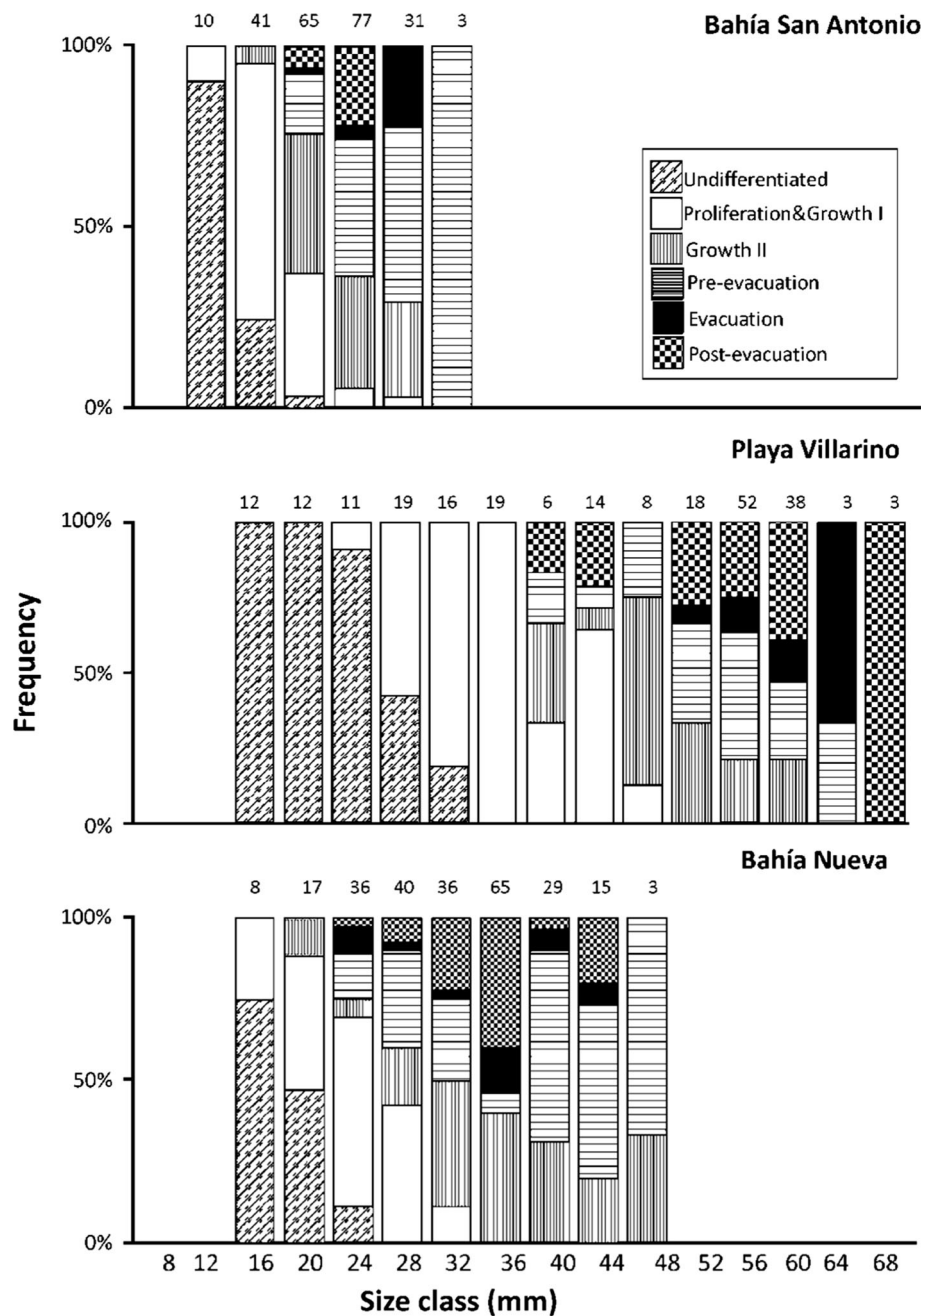 10 41 65 77 31 3
Bahía San Antonio
100%
50%
0%
Undifferentiated
Proliferation&Growth I
Growth II
Pre-evacuation
Evacuation
Post-evacuation
Playa Villarino
12 12 11 19 16 19 6 14 8 18 52 38 3 3
100%
50%
0%
Frequency
Bahía Nueva
8 17 36 40 36 65 29 15 3
100%
50%
0%
8 12 16 20 24 28 32 36 40 44 48 52 56 60 64 68
Size class (mm)